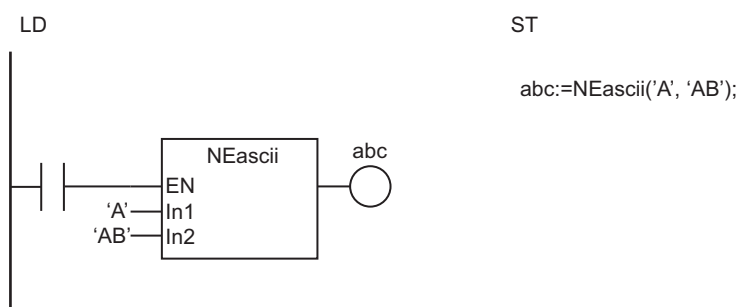 LD
ST
abc:=NEascii('A', ‘AB’);
NEascii
abc
EN
‘A’
In1
‘AB’
In2